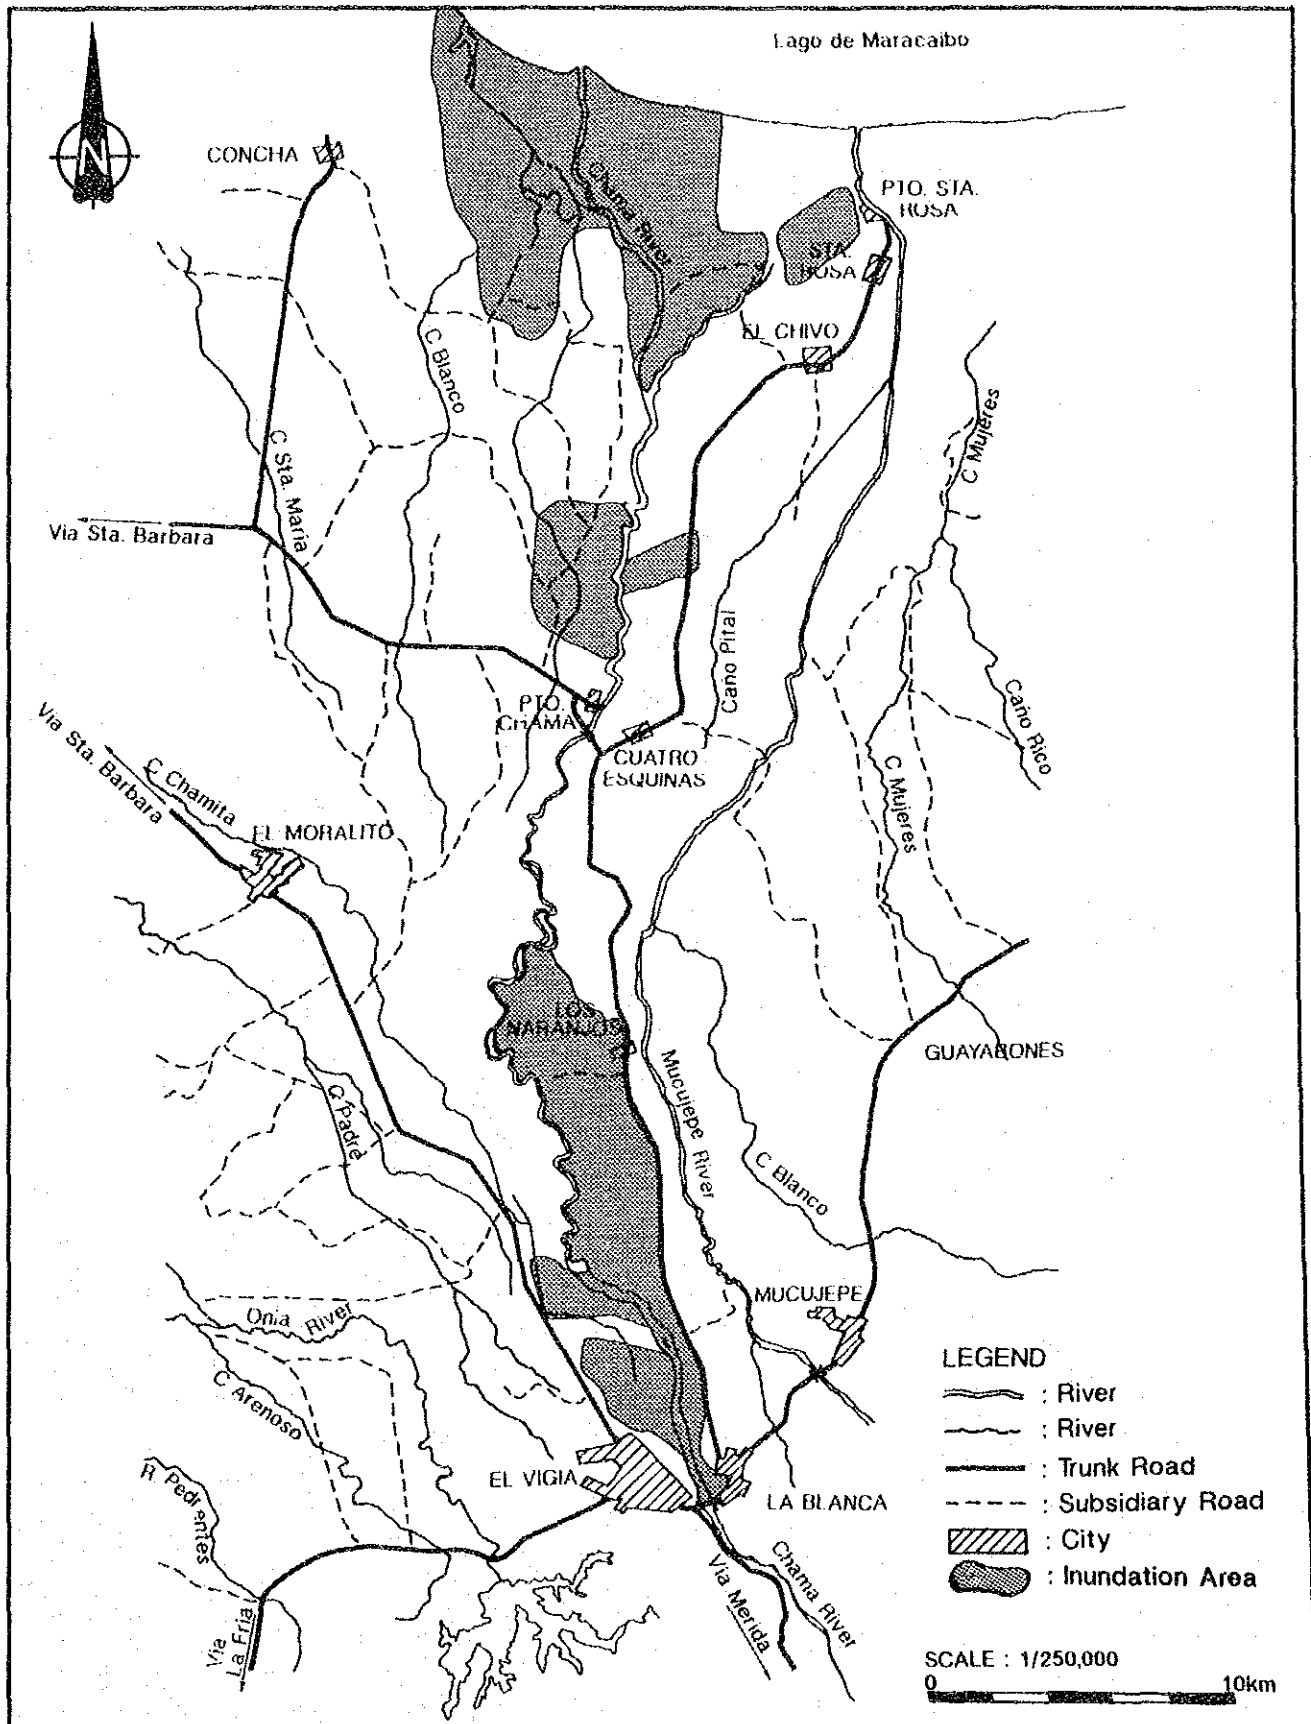 Lago de Maracaibo
N
CONCHA
PTO. STA.
ROSA
Chama River
STA.
ROSA
EL CHIVO
C Blanco
C Mujeres
C Sta. Maria
Via Sta. Barbara
Caño Pital
Caño Rico
PTO.
CHAMA
CUATRO
ESQUINAS
Via Sta. Barbara
C Chamita
EL MORALITO
C Mujeres
LOS
NARANJOS
GUAYABONES
Mucujepe River
C Padre
C Blanco
MUCUJEPE
Onia River
C Arenoso
LEGEND
: River
: River
: Trunk Road
: Subsidiary Road
: City
: Inundation Area
R Pedrentes
EL VIGIA
LA BLANCA
Via
La Fria
Via Merida
Chama River
SCALE : 1/250,000
0 10km